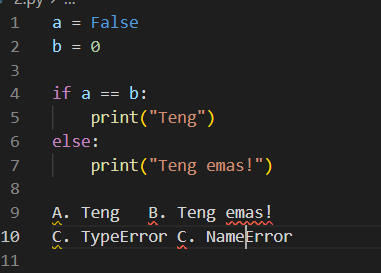 2.py > ...
1 a = False
2 b = 0
3
4 if a == b:
5 print("Teng")
6 else:
7 print("Teng emas!")
8
9 A. Teng B. Teng emas!
10 C. TypeError C. NameError
11